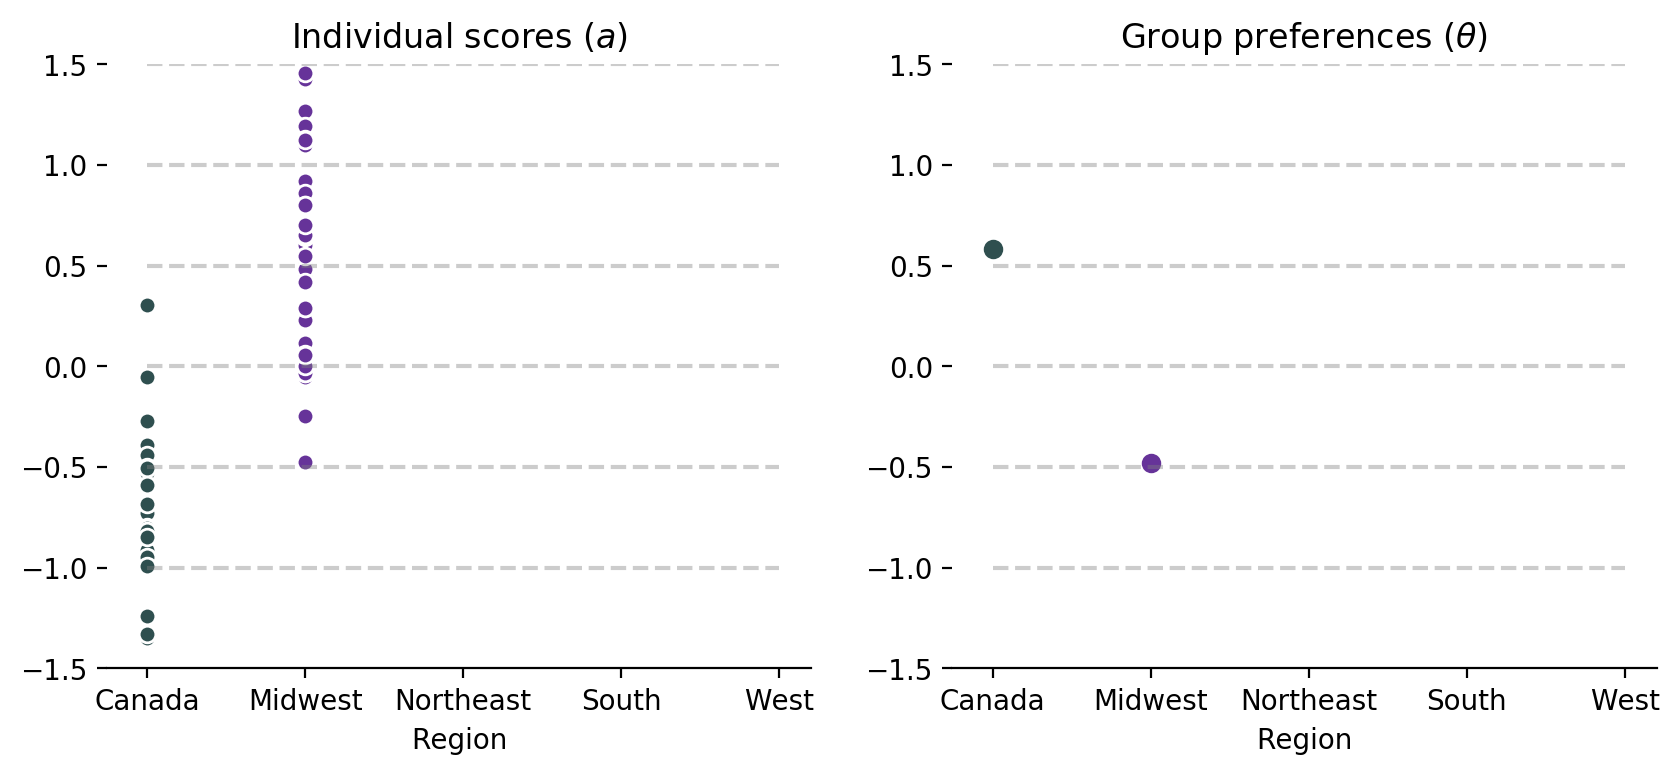 Individual scores (a)
1.5
1.0
0.5
0.0
−0.5
−1.0
−1.5
Canada Midwest Northeast South West
Region
Group preferences (θ)
1.5
1.0
0.5
0.0
−0.5
−1.0
−1.5
Canada Midwest Northeast South West
Region